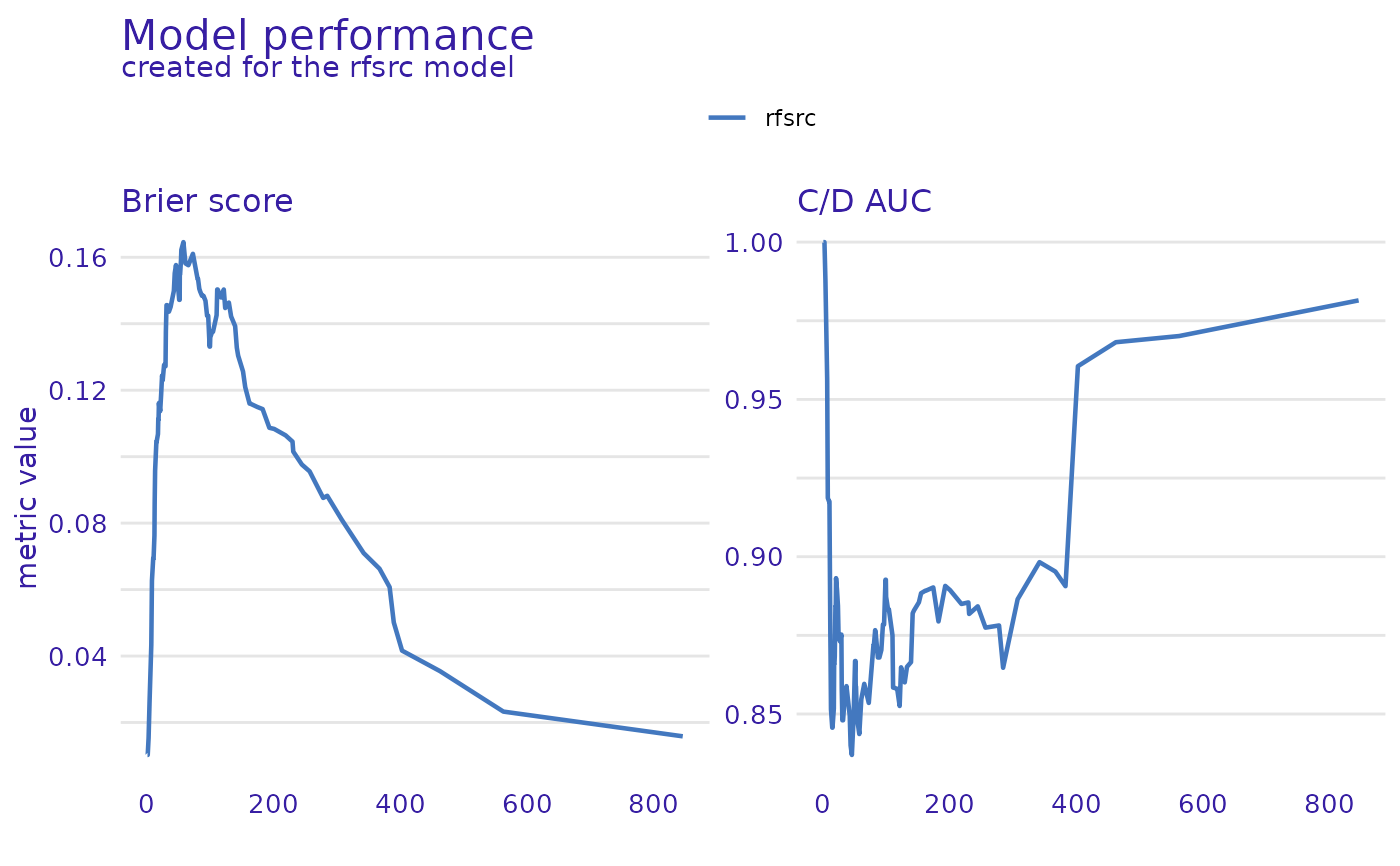 Model performance
created for the rfsrc model
rfsrc
Brier score
C/D AUC
metric value
0.16
0.12
0.08
0.04
0 200 400 600 800
1.00
0.95
0.90
0.85
0 200 400 600 800